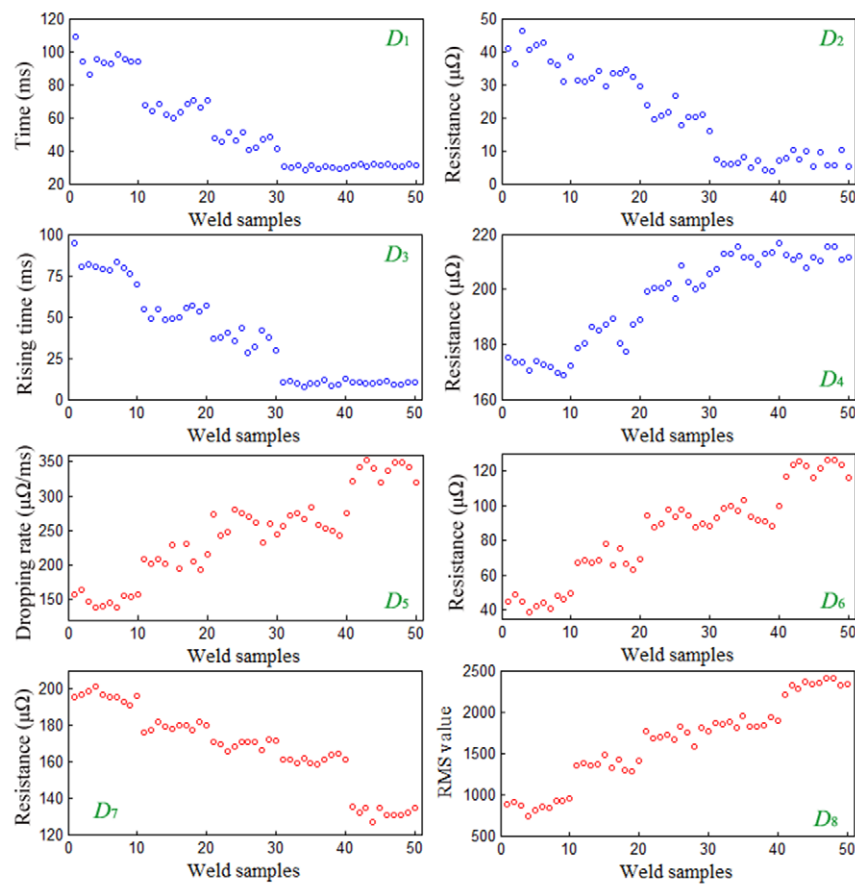 120
100
80
60
40
20
Time (ms)
D1
0 10 20 30 40 50
Weld samples
50
40
30
20
10
0
Resistance (μΩ)
D2
0 10 20 30 40 50
Weld samples
100
75
50
25
0
Rising time (ms)
D3
0 10 20 30 40 50
Weld samples
220
200
180
160
Resistance (μΩ)
D4
0 10 20 30 40 50
Weld samples
350
300
250
200
150
Dropping rate (μΩ/ms)
D5
0 10 20 30 40 50
Weld samples
120
100
80
60
40
Resistance (μΩ)
D6
0 10 20 30 40 50
Weld samples
200
180
160
140
120
Resistance (μΩ)
D7
0 10 20 30 40 50
Weld samples
2500
2000
1500
1000
500
RMS value
D8
0 10 20 30 40 50
Weld samples